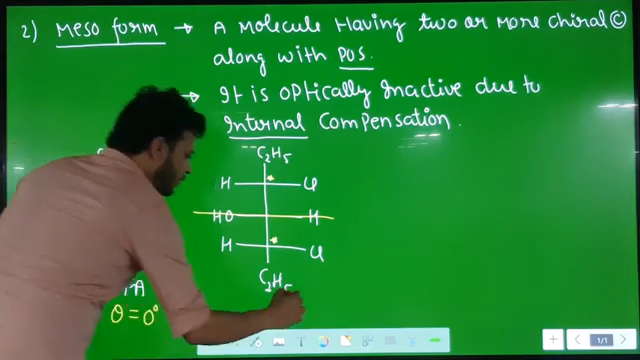 2) Meso form → A Molecule Having two or more chiral ©
along with POS.
→ It is optically Inactive due to
Internal Compensation.
C2H5
H Cl
HO H
H Cl
C2H5
θ = 0°
1/1